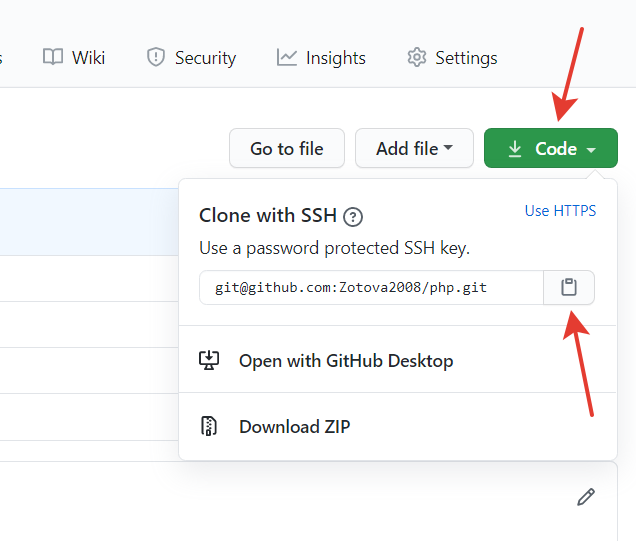 s Wiki Security Insights Settings
Go to file Add file Code
Clone with SSH ? Use HTTPS
Use a password protected SSH key.
git@github.com:Zotova2008/php.git
Open with GitHub Desktop
Download ZIP